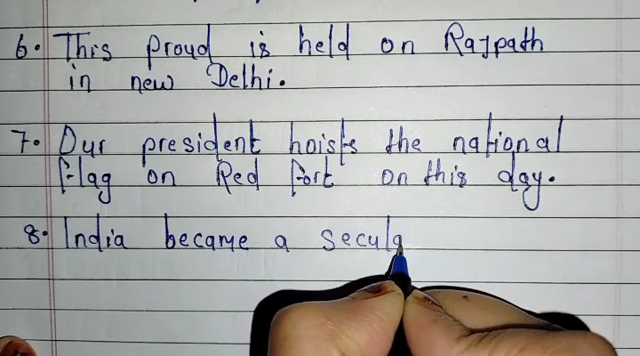 6. This proud is held on Rajpath
in new Delhi.
7. Our president hoists the national
flag on Red fort on this day.
8. India became a secula